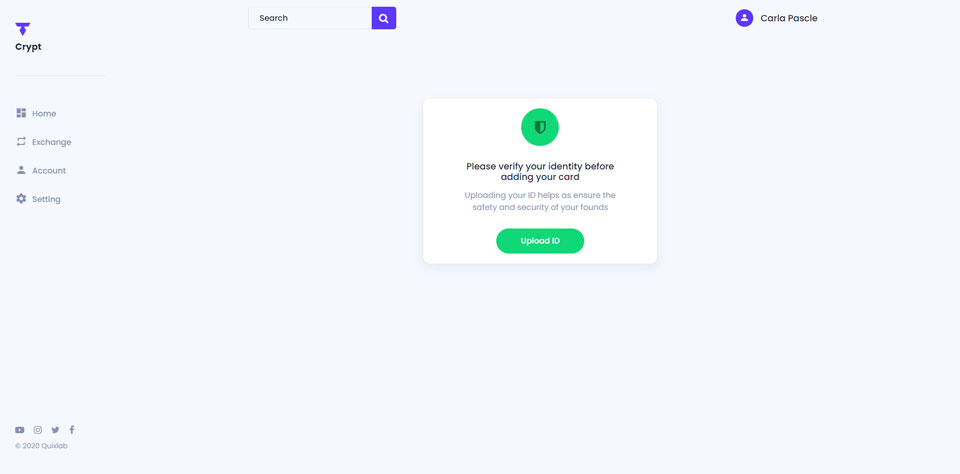 Search
Carla Pascle
Crypt
Home
Exchange
Account
Setting
Please verify your identity before
adding your card
Uploading your ID helps as ensure the
safety and security of your founds
Upload ID
© 2020 Quixlab